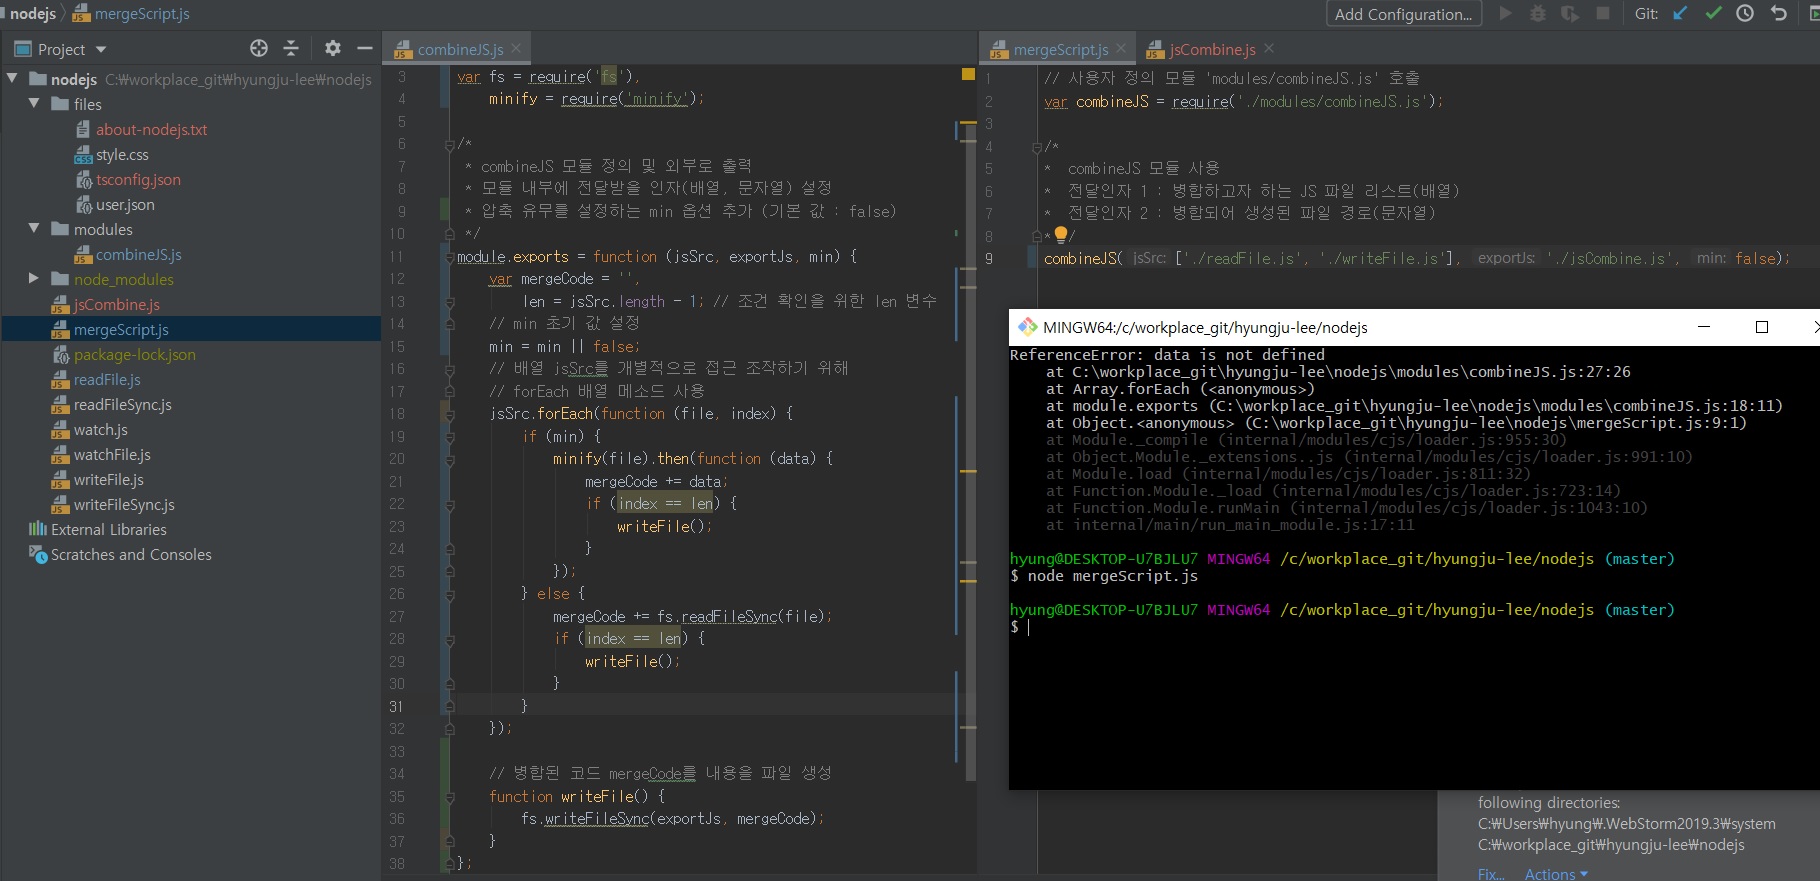 nodejs mergeScript.js
Add Configuration...
Git:
Project
nodejs C:₩workplace_git₩hyungju-lee₩nodejs
files
about-nodejs.txt
style.css
tsconfig.json
user.json
modules
combineJS.js
node_modules
jsCombine.js
mergeScript.js
package-lock.json
readFile.js
readFileSync.js
watch.js
watchFile.js
writeFile.js
writeFileSync.js
External Libraries
Scratches and Consoles
combineJS.js
3 var fs = require('fs'),
4 minify = require('minify');
5
6 /*
7 * combineJS 모듈 정의 및 외부로 출력
8 * 모듈 내부에 전달받을 인자(배열, 문자열) 설정
9 * 압축 유무를 설정하는 min 옵션 추가 (기본 값 : false)
10 */
11 module.exports = function (jsSrc, exportJs, min) {
12 var mergeCode = '',
13 len = jsSrc.length - 1; // 조건 확인을 위한 len 변수
14 // min 초기 값 설정
15 min = min || false;
16 // 배열 jsSrc를 개별적으로 접근 조작하기 위해
17 // forEach 배열 메소드 사용
18 jsSrc.forEach(function (file, index) {
19 if (min) {
20 minify(file).then(function (data) {
21 mergeCode += data;
22 if (index == len) {
23 writeFile();
24 }
25 });
26 } else {
27 mergeCode += fs.readFileSync(file);
28 if (index == len) {
29 writeFile();
30 }
31 }
32 });
33
34 // 병합된 코드 mergeCode를 내용을 파일 생성
35 function writeFile() {
36 fs.writeFileSync(exportJs, mergeCode);
37 }
38 };
mergeScript.js jsCombine.js
1 // 사용자 정의 모듈 'modules/combineJS.js' 호출
2 var combineJS = require('./modules/combineJS.js');
3
4 /*
5 * combineJS 모듈 사용
6 * 전달인자 1 : 병합하고자 하는 JS 파일 리스트(배열)
7 * 전달인자 2 : 병합되어 생성된 파일 경로(문자열)
8 */
9 combineJS( jsSrc: ['./readFile.js', './writeFile.js'], exportJs: './jsCombine.js', min: false);
MINGW64:/c/workplace_git/hyungju-lee/nodejs
ReferenceError: data is not defined
at C:\workplace_git\hyungju-lee\nodejs\modules\combineJS.js:27:26
at Array.forEach (<anonymous>)
at module.exports (C:\workplace_git\hyungju-lee\nodejs\modules\combineJS.js:18:11)
at Object.<anonymous> (C:\workplace_git\hyungju-lee\nodejs\mergeScript.js:9:1)
at Module._compile (internal/modules/cjs/loader.js:955:30)
at Object.Module._extensions..js (internal/modules/cjs/loader.js:991:10)
at Module.load (internal/modules/cjs/loader.js:811:32)
at Function.Module._load (internal/modules/cjs/loader.js:723:14)
at Function.Module.runMain (internal/modules/cjs/loader.js:1043:10)
at internal/main/run_main_module.js:17:11
hyung@DESKTOP-U7BJLU7 MINGW64 /c/workplace_git/hyungju-lee/nodejs (master)
$ node mergeScript.js
hyung@DESKTOP-U7BJLU7 MINGW64 /c/workplace_git/hyungju-lee/nodejs (master)
$
following directories:
C:₩Users₩hyung₩.WebStorm2019.3₩system
C:₩workplace_git₩hyungju-lee₩nodejs
Fix... Actions